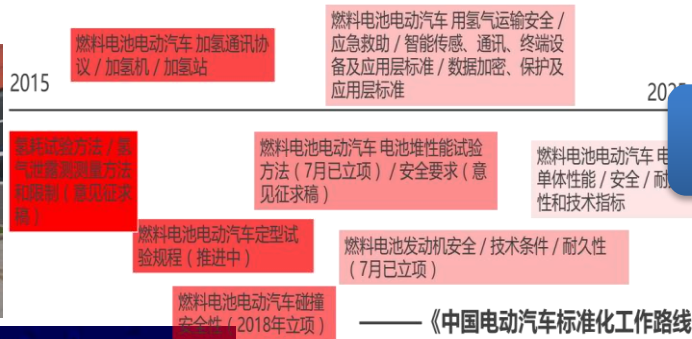 燃料电池电动汽车 加氢通讯协
议 / 加氢机 / 加氢站
燃料电池电动汽车 用氢气运输安全 /
应急救助 / 智能传感、通讯、终端设
备及应用层标准 / 数据加密、保护及
应用层标准
2015
氢耗试验方法 / 氢
气泄露测测量方法
和限制（意见征求
稿）
燃料电池电动汽车 电池堆性能试验
方法（7月已立项）/ 安全要求（意
见征求稿）
燃料电池电动汽车
单体性能 / 安全 / 耐
性和技术指标
燃料电池电动汽车定型试
验规程（推进中）
燃料电池发动机安全 / 技术条件 / 耐久性
（7月已立项）
燃料电池电动汽车碰撞
安全性（2018年立项）
——《中国电动汽车标准化工作路线